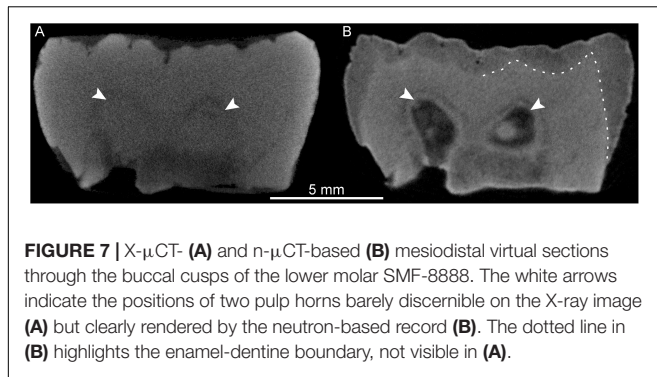 A B
5 mm
FIGURE 7 | X-μCT- (A) and n-μCT-based (B) mesiodistal virtual sections
through the buccal cusps of the lower molar SMF-8888. The white arrows
indicate the positions of two pulp horns barely discernible on the X-ray image
(A) but clearly rendered by the neutron-based record (B). The dotted line in
(B) highlights the enamel-dentine boundary, not visible in (A).